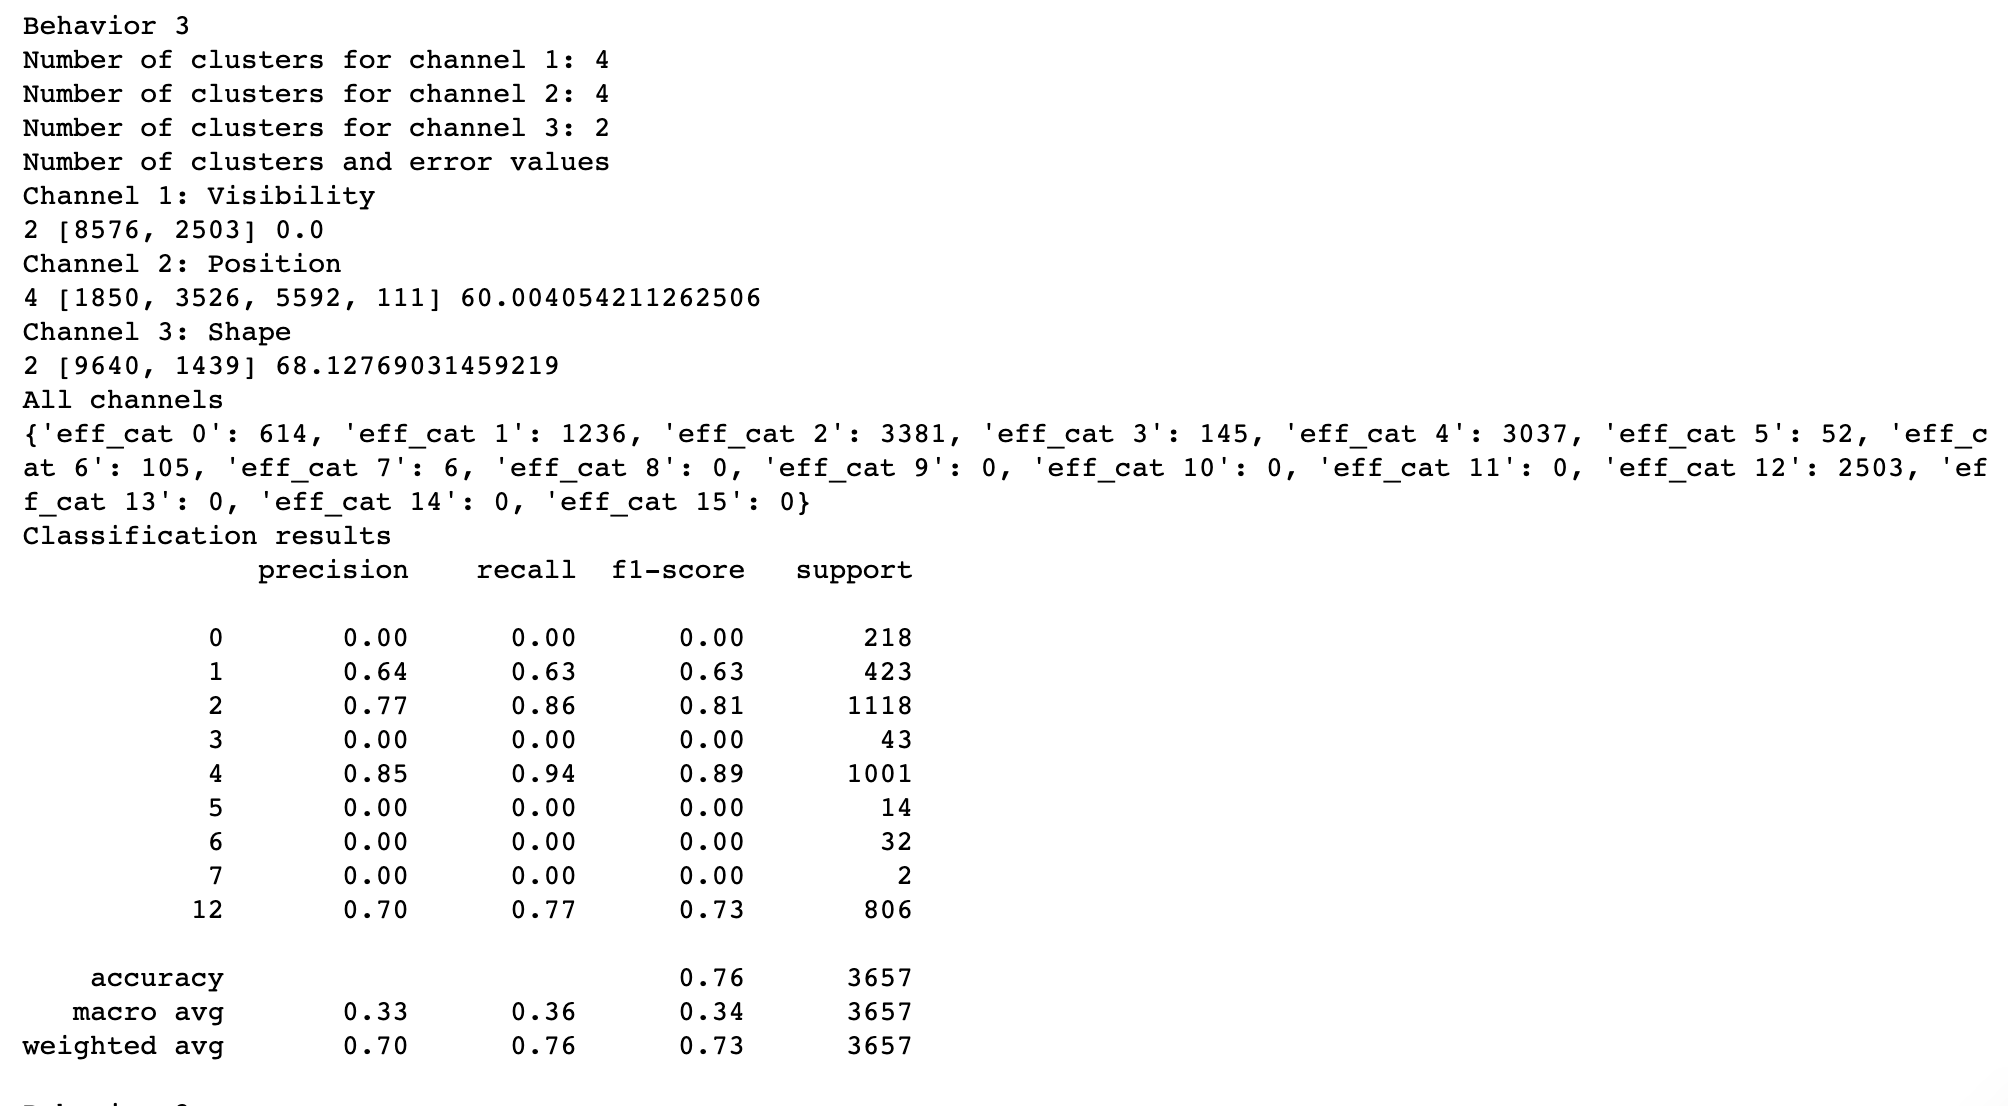 Behavior 3
Number of clusters for channel 1: 4
Number of clusters for channel 2: 4
Number of clusters for channel 3: 2
Number of clusters and error values
Channel 1: Visibility
2 [8576, 2503] 0.0
Channel 2: Position
4 [1850, 3526, 5592, 111] 60.004054211262506
Channel 3: Shape
2 [9640, 1439] 68.12769031459219
All channels
{'eff_cat 0': 614, 'eff_cat 1': 1236, 'eff_cat 2': 3381, 'eff_cat 3': 145, 'eff_cat 4': 3037, 'eff_cat 5': 52, 'eff_c
at 6': 105, 'eff_cat 7': 6, 'eff_cat 8': 0, 'eff_cat 9': 0, 'eff_cat 10': 0, 'eff_cat 11': 0, 'eff_cat 12': 2503, 'ef
f_cat 13': 0, 'eff_cat 14': 0, 'eff_cat 15': 0}
Classification results
precision recall f1-score support
0 0.00 0.00 0.00 218
1 0.64 0.63 0.63 423
2 0.77 0.86 0.81 1118
3 0.00 0.00 0.00 43
4 0.85 0.94 0.89 1001
5 0.00 0.00 0.00 14
6 0.00 0.00 0.00 32
7 0.00 0.00 0.00 2
12 0.70 0.77 0.73 806
accuracy 0.76 3657
macro avg 0.33 0.36 0.34 3657
weighted avg 0.70 0.76 0.73 3657